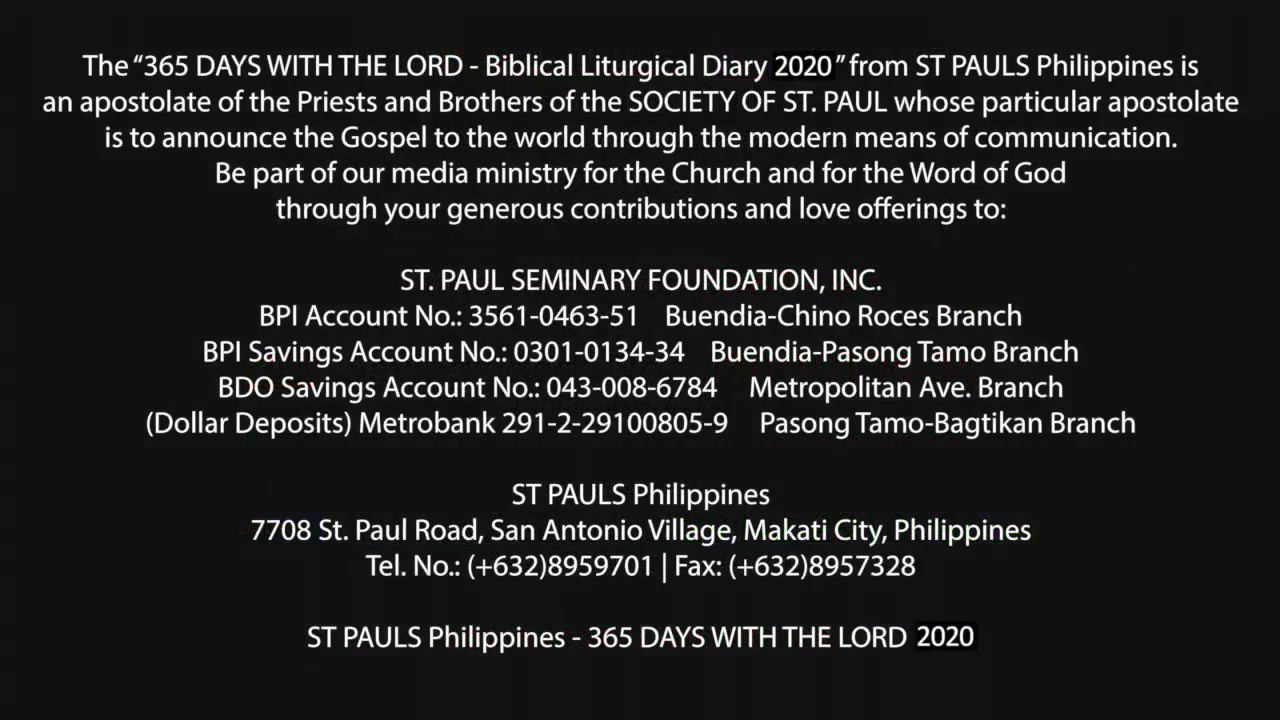 The “365 DAYS WITH THE LORD - Biblical Liturgical Diary 2020” from ST PAULS Philippines is
an apostolate of the Priests and Brothers of the SOCIETY OF ST. PAUL whose particular apostolate
is to announce the Gospel to the world through the modern means of communication.
Be part of our media ministry for the Church and for the Word of God
through your generous contributions and love offerings to:
ST. PAUL SEMINARY FOUNDATION, INC.
BPI Account No.: 3561-0463-51 Buendia-Chino Roces Branch
BPI Savings Account No.: 0301-0134-34 Buendia-Pasong Tamo Branch
BDO Savings Account No.: 043-008-6784 Metropolitan Ave. Branch
(Dollar Deposits) Metrobank 291-2-29100805-9 Pasong Tamo-Bagtikan Branch
ST PAULS Philippines
7708 St. Paul Road, San Antonio Village, Makati City, Philippines
Tel. No.: (+632)8959701 | Fax: (+632)8957328
ST PAULS Philippines - 365 DAYS WITH THE LORD 2020